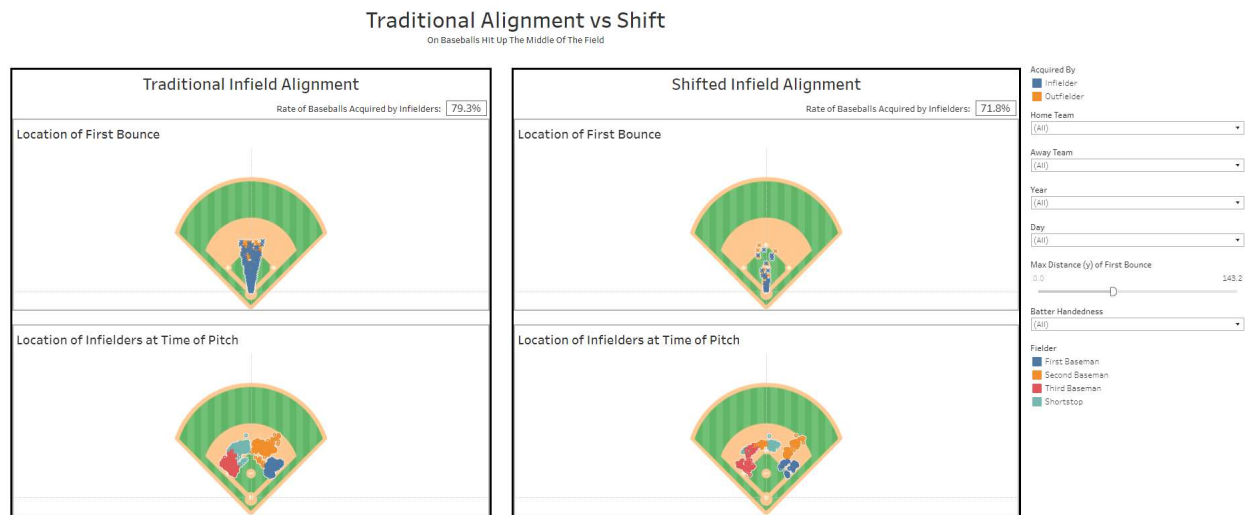 Traditional Alignment vs Shift
On Baseballs Hit Up The Middle Of The Field
Traditional Infield Alignment
Rate of Baseballs Acquired by Infielders: 79.3%
Location of First Bounce
Location of Infielders at Time of Pitch
Shifted Infield Alignment
Rate of Baseballs Acquired by Infielders: 71.8%
Location of First Bounce
Location of Infielders at Time of Pitch
Acquired By
Infielder
Outfielder
Home Team
(All)
Away Team
(All)
Year
(All)
Day
(All)
Max Distance (y) of First Bounce
0.0 143.2
Batter Handedness
(All)
Fielder
First Baseman
Second Baseman
Third Baseman
Shortstop